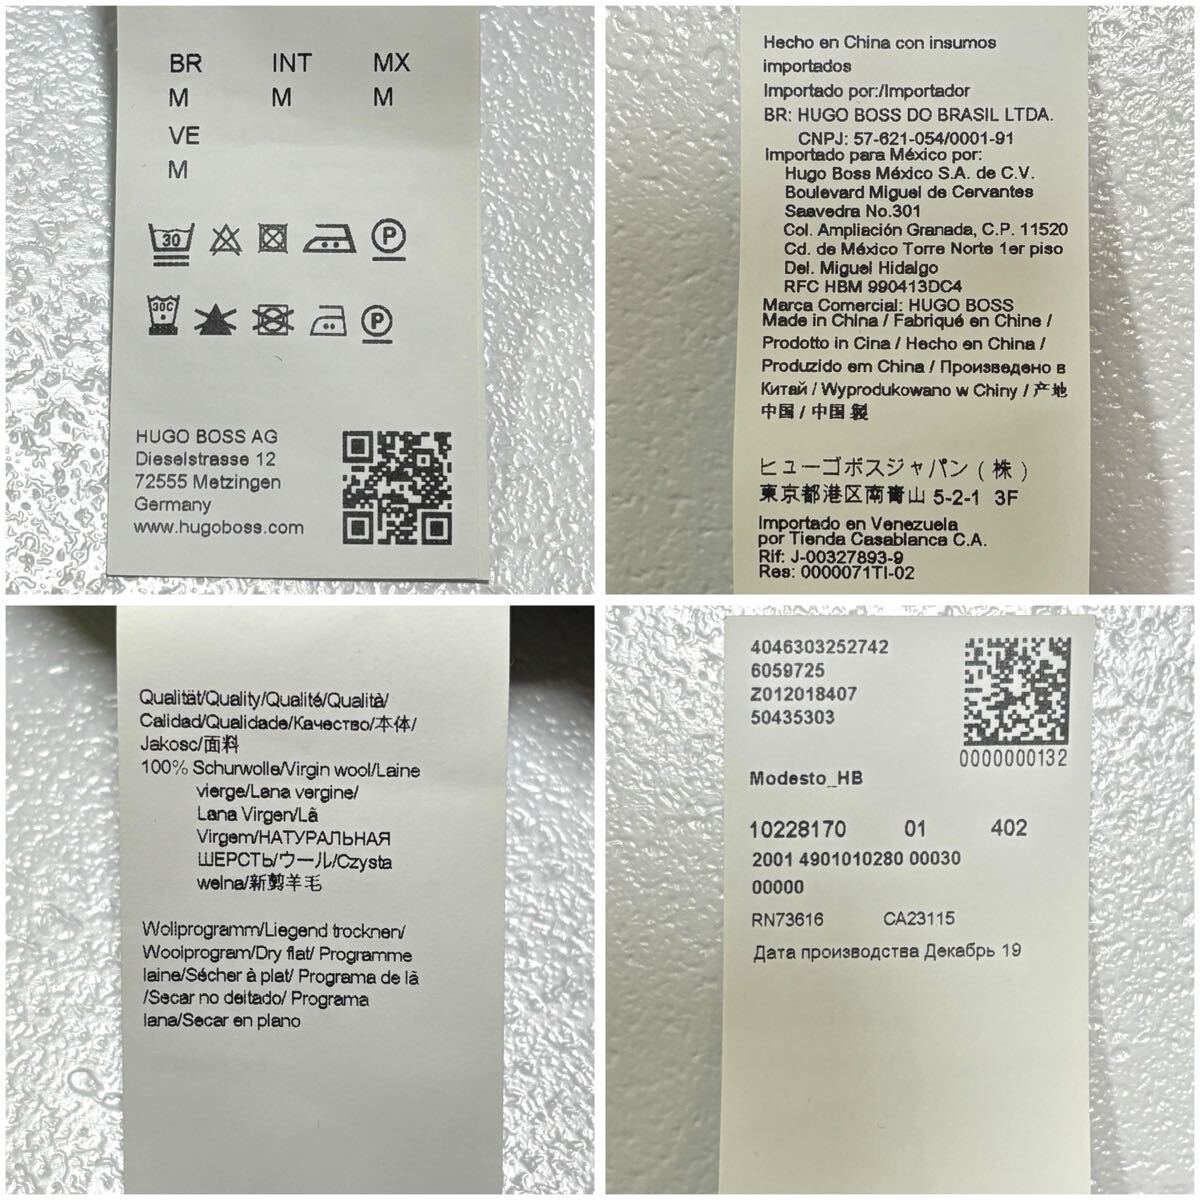 BR INT MX
M M M
VE
M
30
30C
P
P
HUGO BOSS AG
Dieselstrasse 12
72555 Metzingen
Germany
www.hugoboss.com
Hecho en China con insumos
importados
Importado por:/Importador
BR: HUGO BOSS DO BRASIL LTDA.
CNPJ: 57-621-054/0001-91
Importado para México por:
Hugo Boss México S.A. de C.V.
Boulevard Miguel de Cervantes
Saavedra No.301
Col. Ampliación Granada, C.P. 11520
Cd. de México Torre Norte 1er piso
Del. Miguel Hidalgo
RFC HBM 990413DC4
Marca Comercial: HUGO BOSS
Made in China / Fabriqué en Chine /
Prodotto in Cina / Hecho en China /
Produzido em China / Произведено в
Китай / Wyprodukowano w Chiny / 产地
中国 / 中国 製
ヒューゴボスジャパン (株)
東京都港区南青山 5-2-1 3F
Importado en Venezuela
por Tienda Casablanca C.A.
Rif: J-00327893-9
Res: 0000071TI-02
Qualität/Quality/Qualité/Qualità/
Calidad/Qualidade/Качество/本体/
Jakosc/面料
100% Schurwolle/Virgin wool/Laine
vierge/Lana vergine/
Lana Virgen/Lã
Virgem/НАТУРАЛЬНАЯ
ШЕРСТЬ/ウール/Czysta
welna/新剪羊毛
Wollprogramm/Liegend trocknen/
Woolprogram/Dry flat/ Programme
laine/Sécher à plat/ Programa de lã
/Secar no deitado/ Programa
lana/Secar en plano
4046303252742
6059725
Z012018407
50435303
0000000132
Modesto_HB
10228170 01 402
2001 4901010280 00030
00000
RN73616 CA23115
Дата производства Декабрь 19